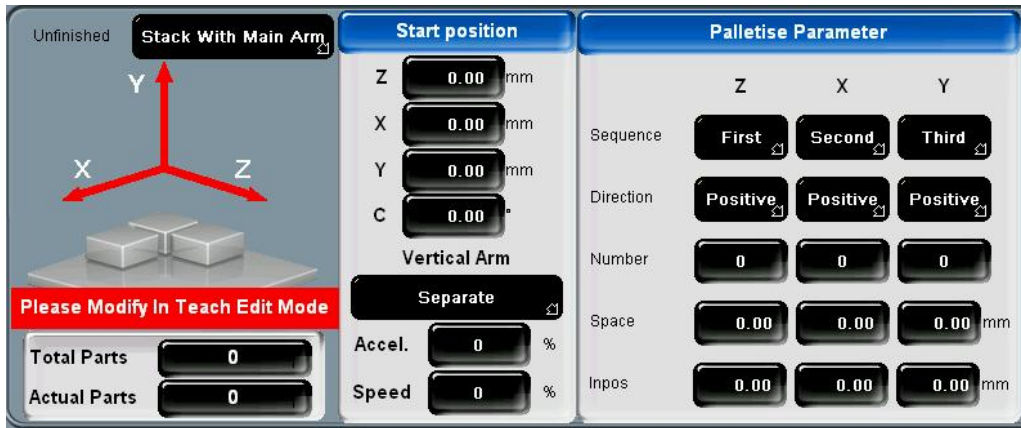 Unfinished
Stack With Main Arm
Y
X
Z
Please Modify In Teach Edit Mode
Total Parts 0
Actual Parts 0
Start position
Z 0.00 mm
X 0.00 mm
Y 0.00 mm
C 0.00 °
Vertical Arm
Separate
Accel. 0 %
Speed 0 %
Palletise Parameter
Z X Y
Sequence First Second Third
Direction Positive Positive Positive
Number 0 0 0
Space 0.00 0.00 0.00 mm
Inpos 0.00 0.00 0.00 mm